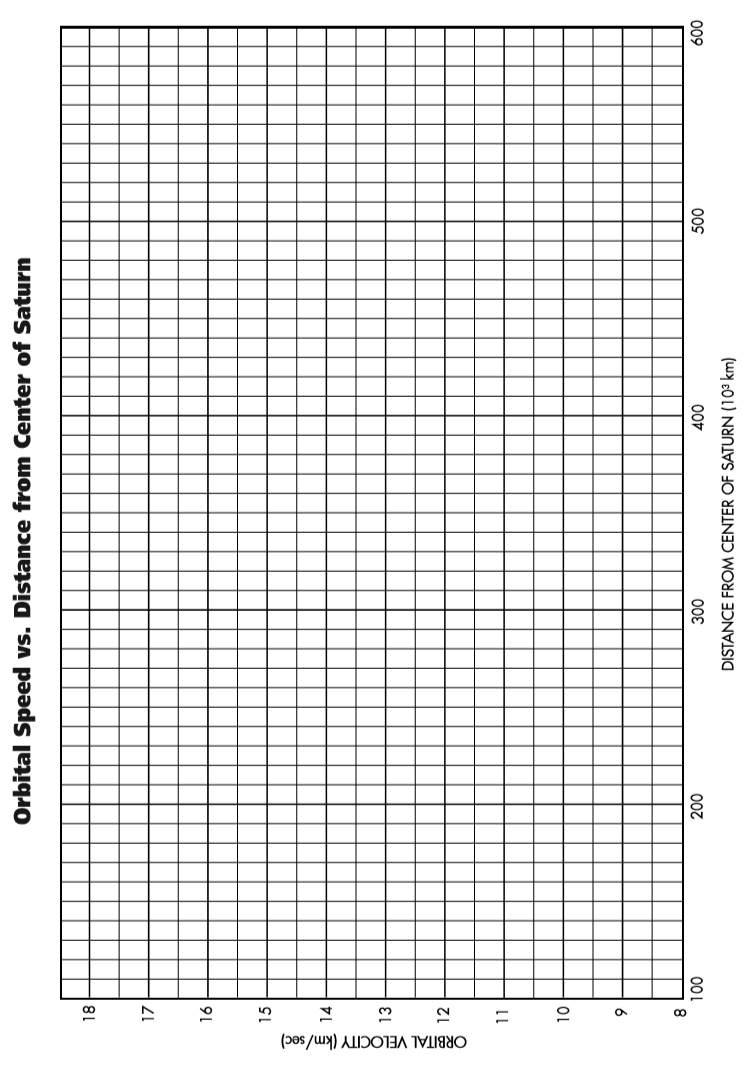 Orbital Speed vs. Distance from Center of Saturn
ORBITAL VELOCITY (km/sec)
18
17
16
15
14
13
12
11
10
9
8
100 200 300 400 500 600
DISTANCE FROM CENTER OF SATURN (10³ km)